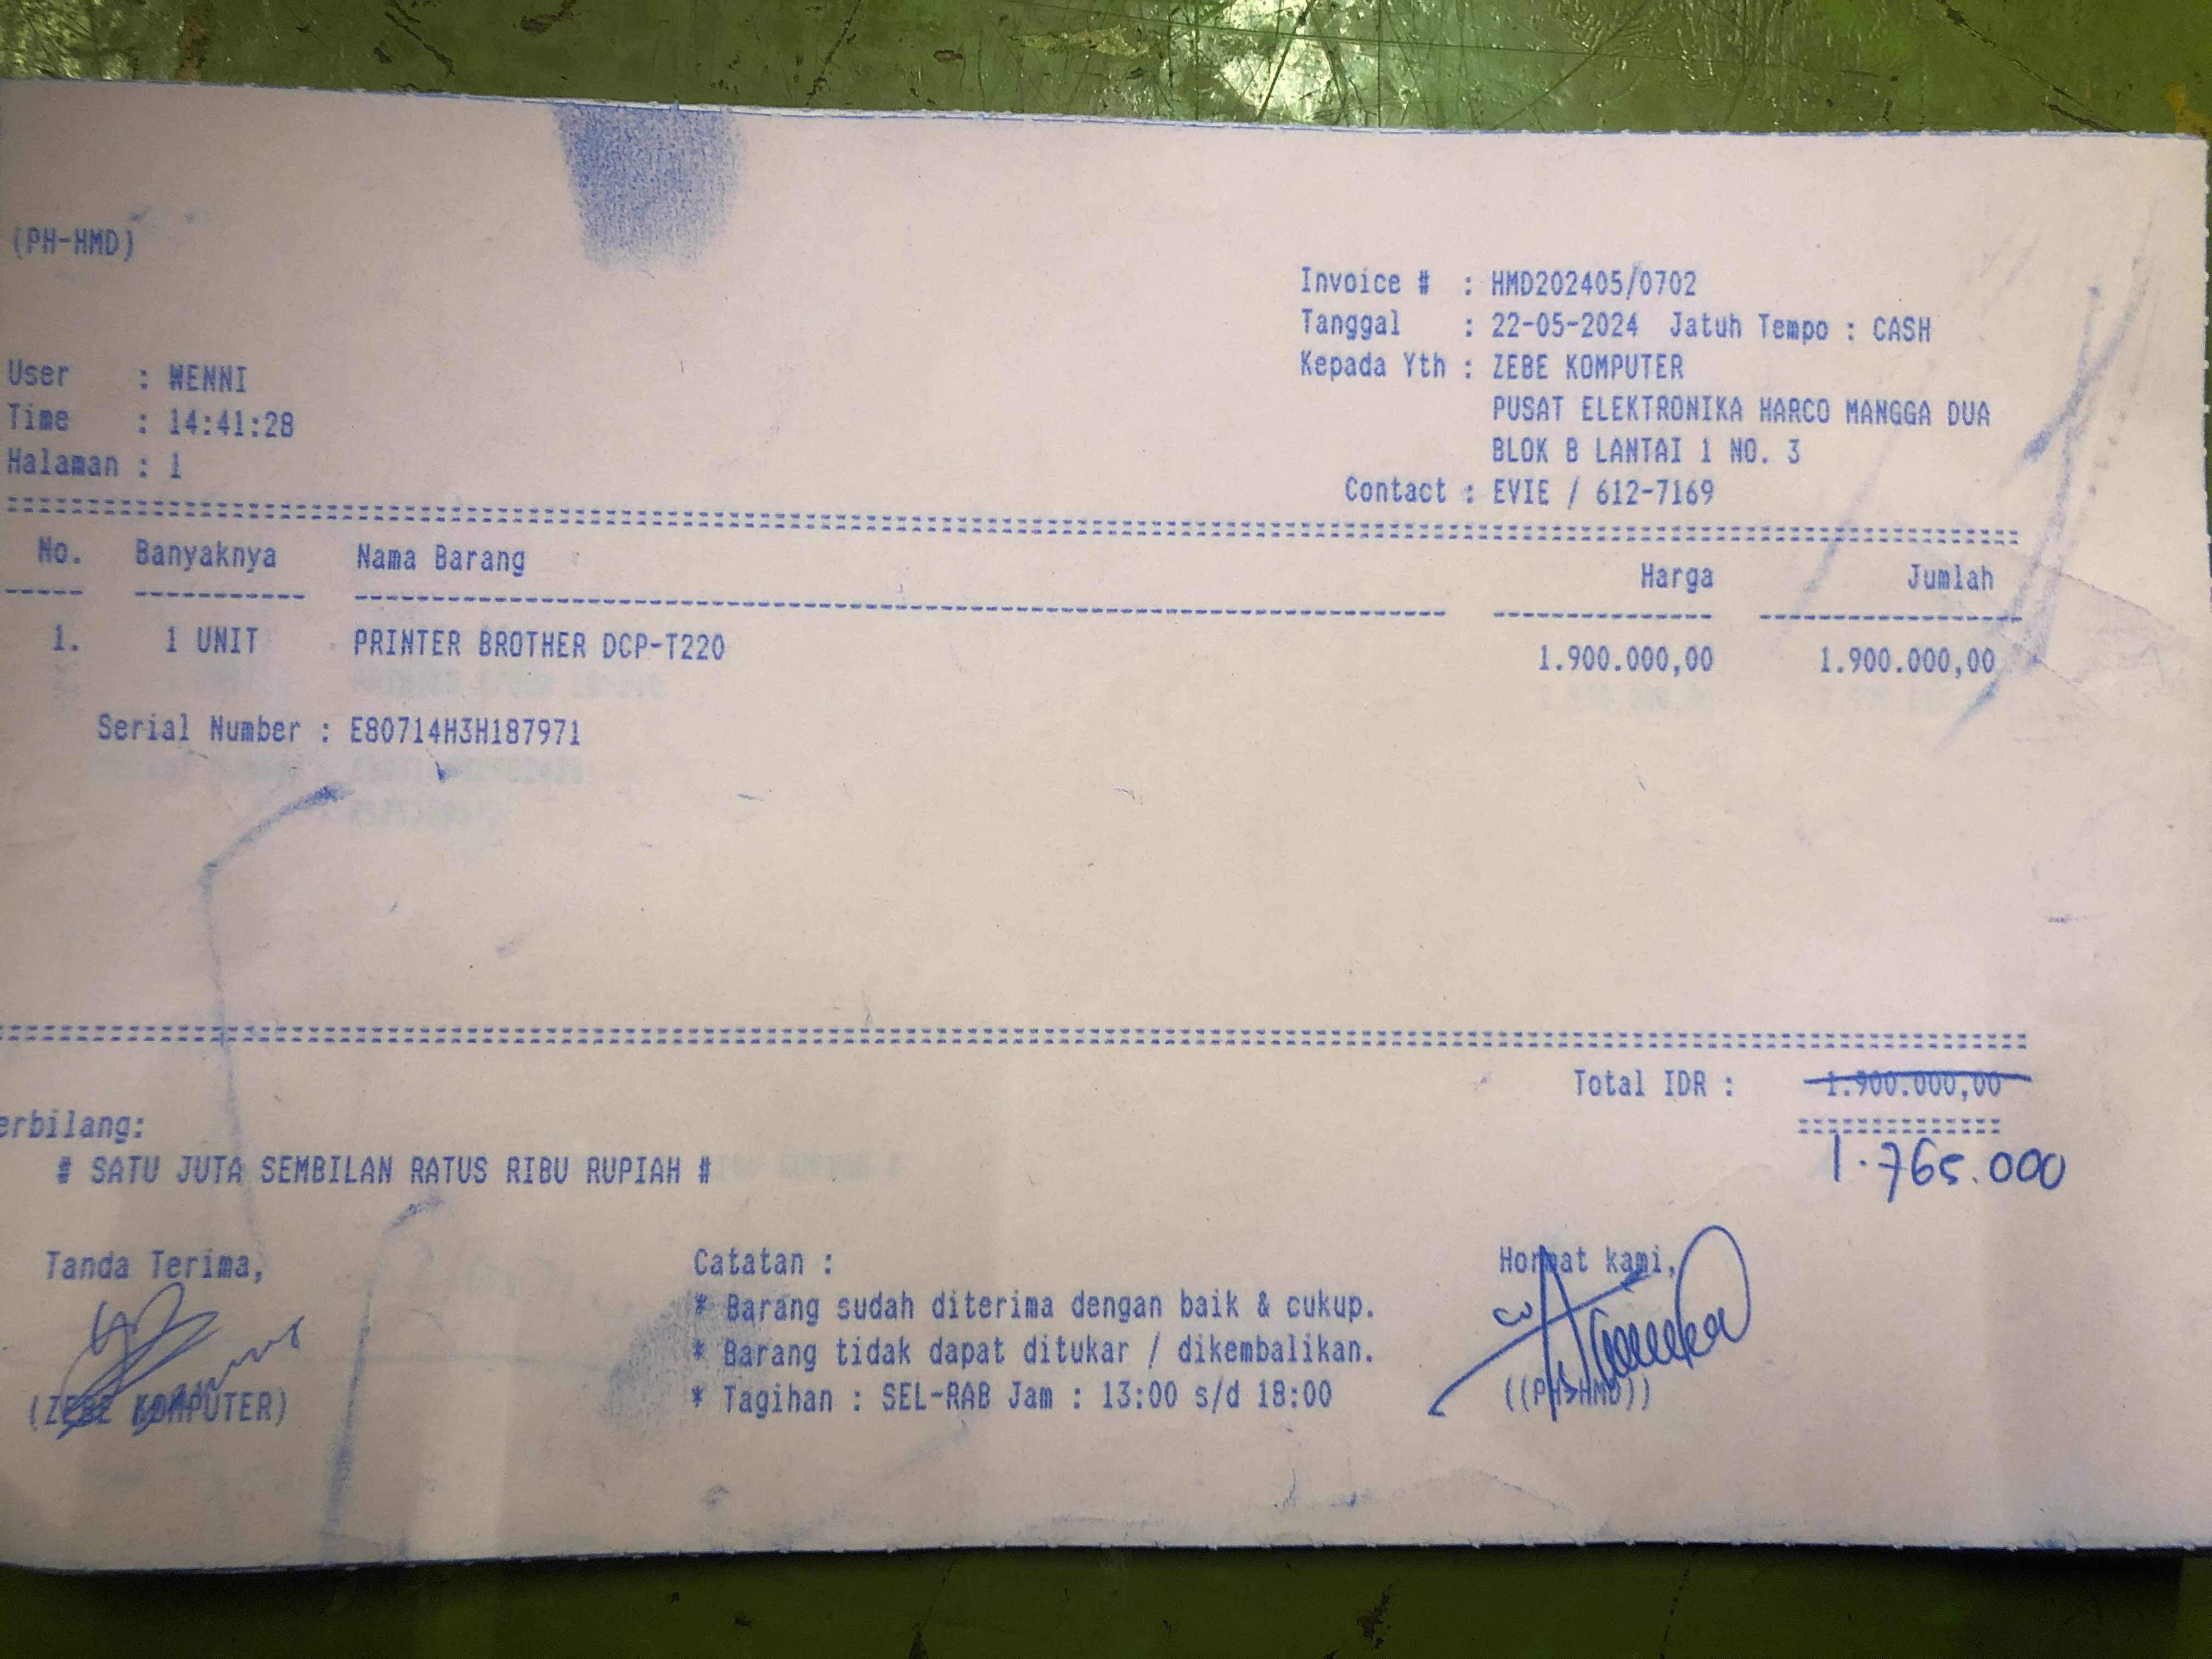 (PH-HMD)
Invoice # : HMD202405/0702
Tanggal : 22-05-2024 Jatuh Tempo : CASH
Kepada Yth : ZEBE KOMPUTER
PUSAT ELEKTRONIKA HARCO MANGGA DUA
BLOK B LANTAI 1 NO. 3
Contact : EVIE / 612-7169
User : WENNI
Time : 14:41:28
Halaman : 1
No. Banyaknya Nama Barang Harga Jumlah
1. 1 UNIT PRINTER BROTHER DCP-T220 1.900.000,00 1.900.000,00
Serial Number : E80714H3H187971
Total IDR : 1.900.000,00
1.765.000
erbilang:
# SATU JUTA SEMBILAN RATUS RIBU RUPIAH #
Tanda Terima,
(ZEBE KOMPUTER)
Catatan :
* Barang sudah diterima dengan baik & cukup.
* Barang tidak dapat ditukar / dikembalikan.
* Tagihan : SEL-RAB Jam : 13:00 s/d 18:00
Hormat kami,
((PH-HMD))